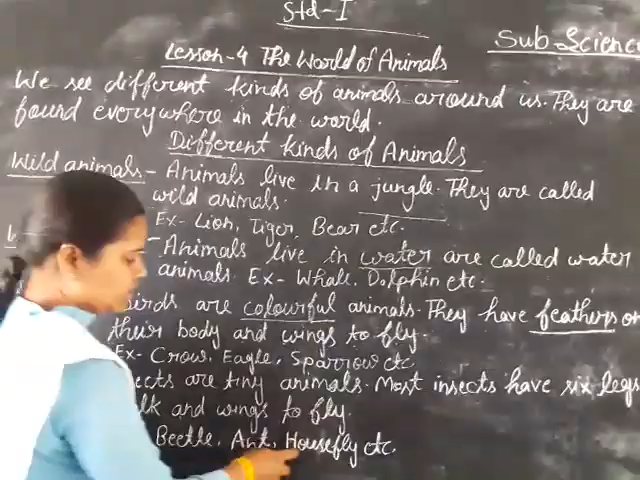 Std-I
Sub-Science
Lesson-4 The World of Animals
We see different kinds of animals around us. They are
found everywhere in the world.
Different kinds of Animals
Wild animals - Animals live in a jungle. They are called
wild animals.
Ex- Lion, Tiger, Bear etc.
- Animals live in water are called water
animals. Ex- Whale, Dolphin etc.
Birds are colourful animals. They have feathers on
their body and wings to fly.
Ex- Crow, Eagle, Sparrow etc.
ects are tiny animals. Most insects have six legs
lk and wings to fly.
Beetle, Ant, Housefly etc.